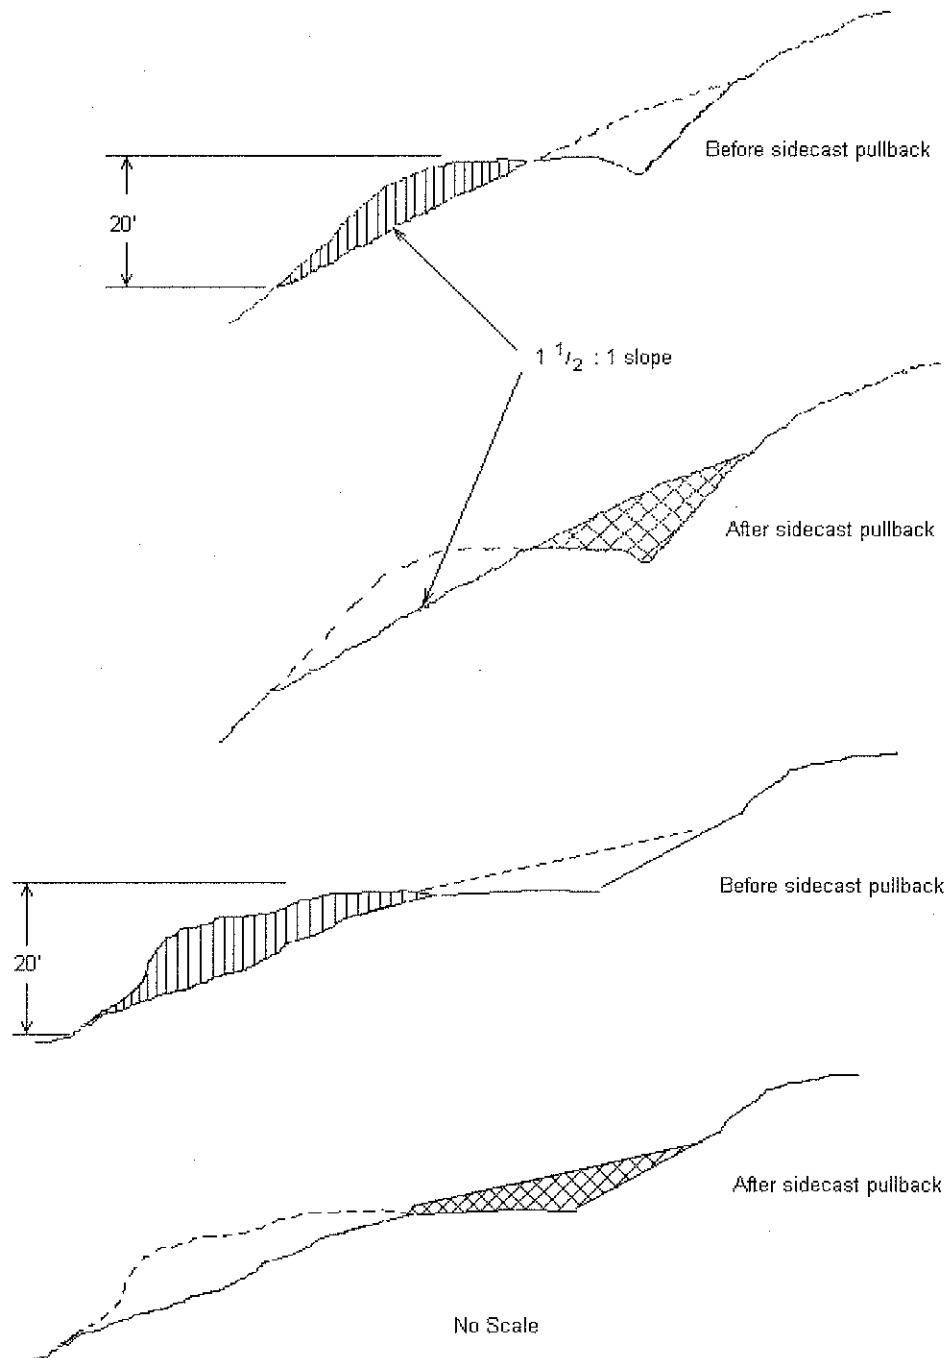 Before sidecast pullback
20'
1 1/2 : 1 slope
After sidecast pullback
Before sidecast pullback
20'
After sidecast pullback
No Scale